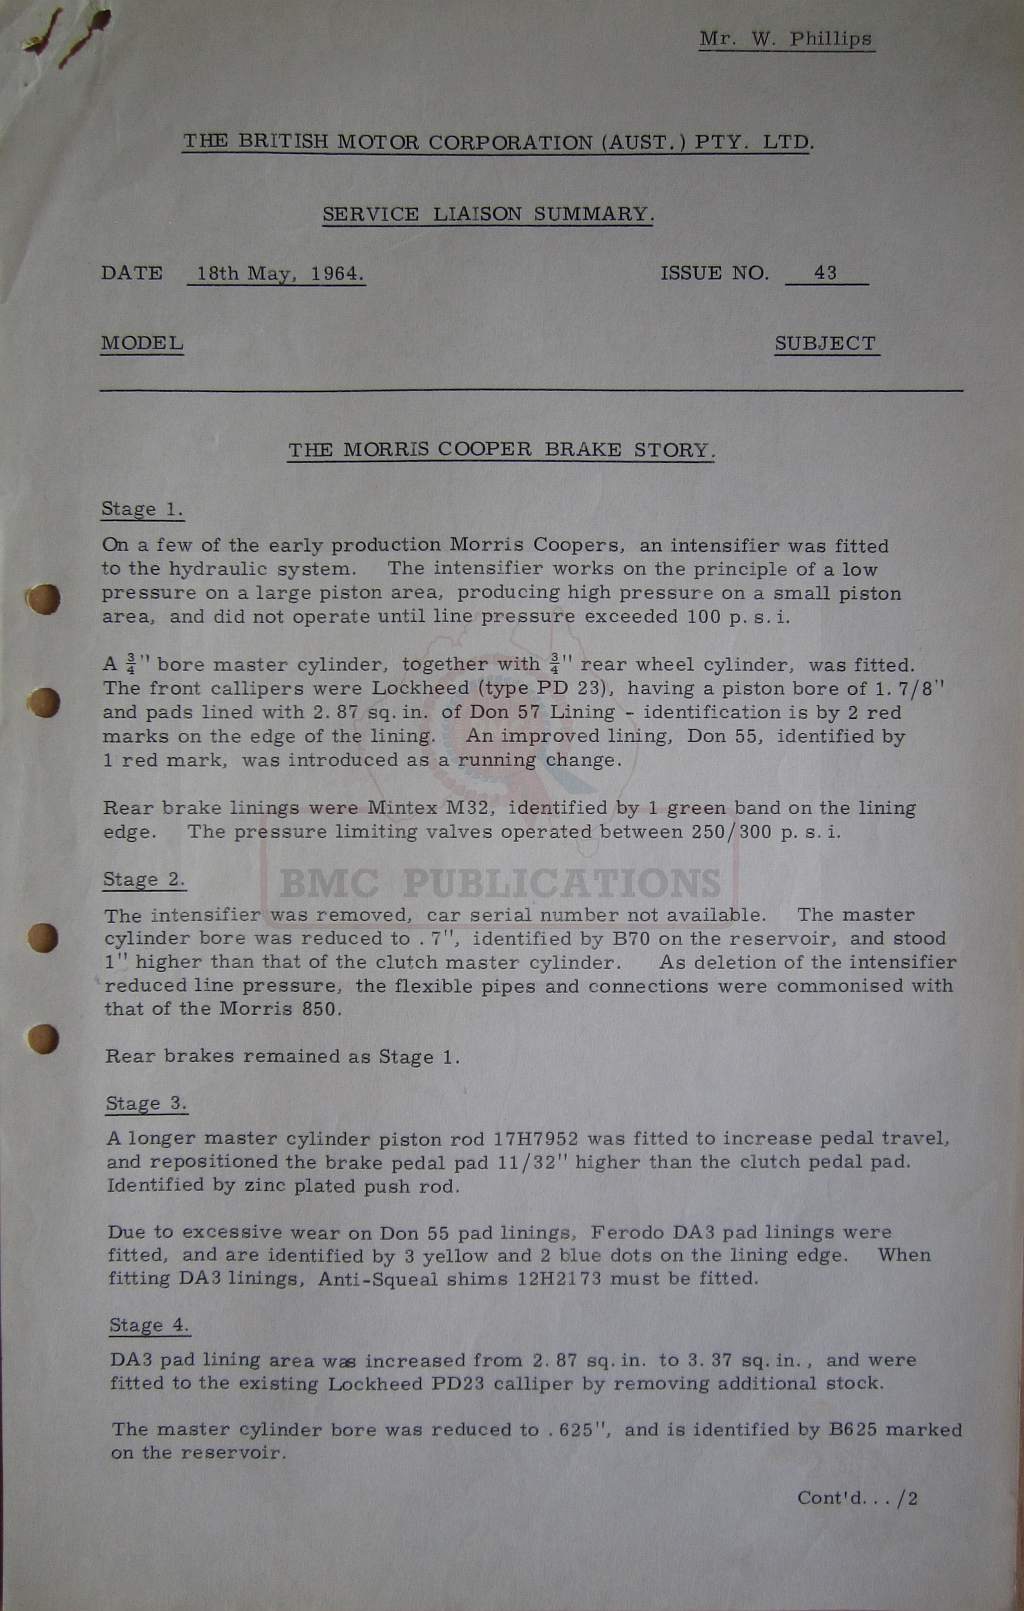 Mr. W. Phillips
THE BRITISH MOTOR CORPORATION (AUST.) PTY. LTD.
SERVICE LIAISON SUMMARY.
DATE 18th May, 1964. ISSUE NO. 43
MODEL SUBJECT
THE MORRIS COOPER BRAKE STORY.
Stage 1.
On a few of the early production Morris Coopers, an intensifier was fitted
to the hydraulic system. The intensifier works on the principle of a low
pressure on a large piston area, producing high pressure on a small piston
area, and did not operate until line pressure exceeded 100 p.s.i.
A ¾" bore master cylinder, together with ¾" rear wheel cylinder, was fitted.
The front callipers were Lockheed (type PD 23), having a piston bore of 1. 7/8"
and pads lined with 2.87 sq.in. of Don 57 Lining - identification is by 2 red
marks on the edge of the lining. An improved lining, Don 55, identified by
1 red mark, was introduced as a running change.
Rear brake linings were Mintex M32, identified by 1 green band on the lining
edge. The pressure limiting valves operated between 250/300 p.s.i.
BMC PUBLICATIONS
Stage 2.
The intensifier was removed, car serial number not available. The master
cylinder bore was reduced to .7", identified by B70 on the reservoir, and stood
1" higher than that of the clutch master cylinder. As deletion of the intensifier
reduced line pressure, the flexible pipes and connections were commonised with
that of the Morris 850.
Rear brakes remained as Stage 1.
Stage 3.
A longer master cylinder piston rod 17H7952 was fitted to increase pedal travel,
and repositioned the brake pedal pad 11/32" higher than the clutch pedal pad.
Identified by zinc plated push rod.
Due to excessive wear on Don 55 pad linings, Ferodo DA3 pad linings were
fitted, and are identified by 3 yellow and 2 blue dots on the lining edge. When
fitting DA3 linings, Anti-Squeal shims 12H2173 must be fitted.
Stage 4.
DA3 pad lining area was increased from 2.87 sq.in. to 3.37 sq.in., and were
fitted to the existing Lockheed PD23 calliper by removing additional stock.
The master cylinder bore was reduced to .625", and is identified by B625 marked
on the reservoir.
Cont'd.../2